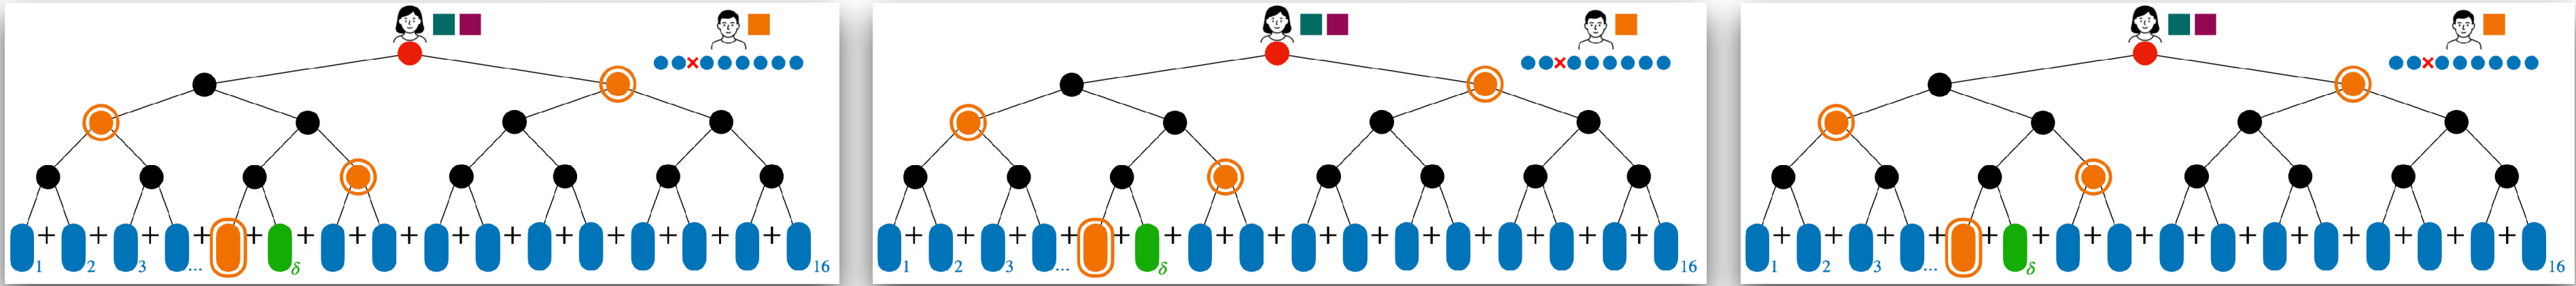 + + + + + + + + + + + + + + +
1 2 3 ... δ 16
+ + + + + + + + + + + + + + +
1 2 3 ... δ 16
+ + + + + + + + + + + + + + +
1 2 3 ... δ 16